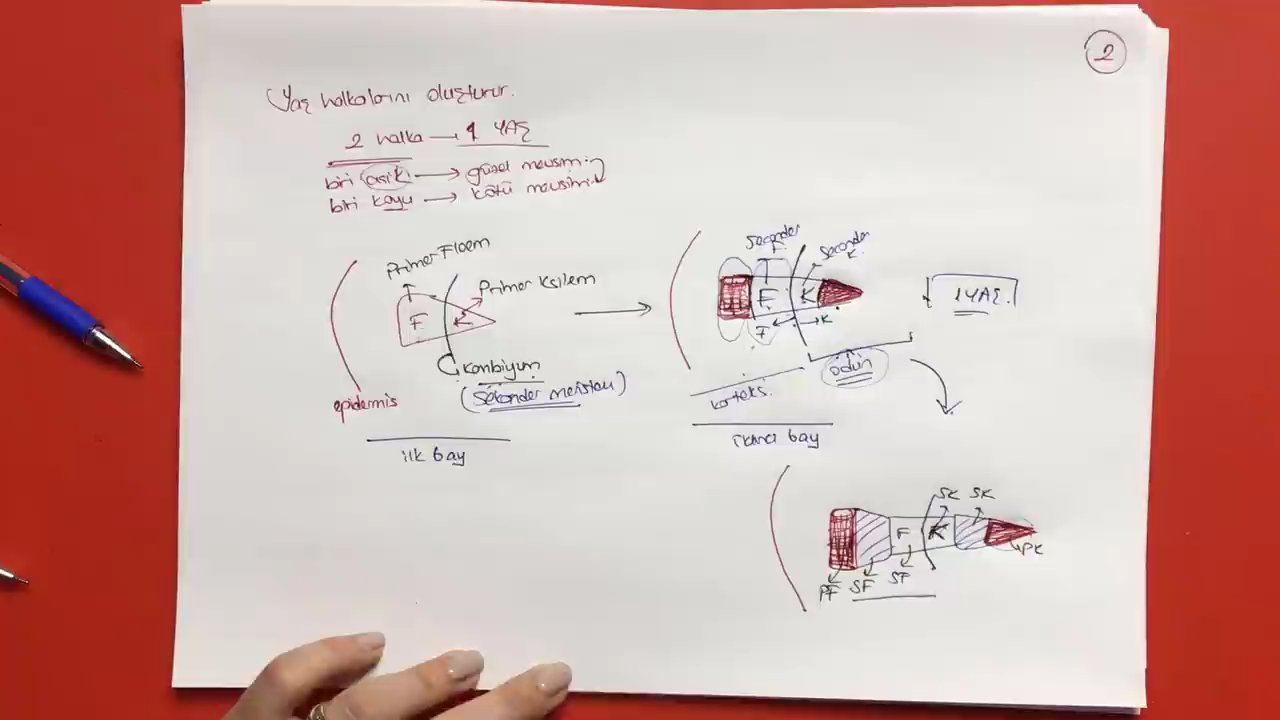 2
Yaş halkalarını oluşturur.
2 halka → 1 YAŞ
biri açık → güzel mevsim
biri koyu → kötü mevsim
Primer Floem
Primer Ksilem
F
K
Kambiyum
(Sekonder meristem)
epidermis
ilk bay
Seconder
F.
Seconder
K.
F
K
F
K
korteks.
odun
ikinci bay
1 YAŞ.
SK
SK
F
K
PK
PF
SF
SF